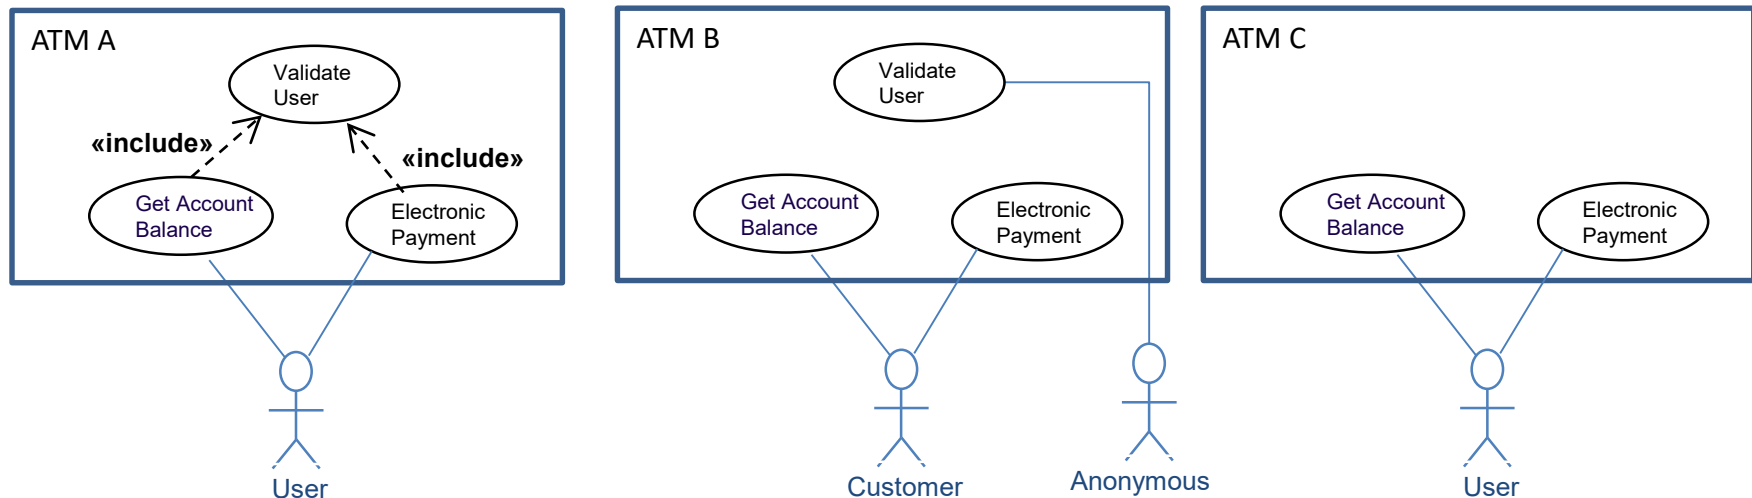 ATM A
Validate
User
«include»
«include»
Get Account
Balance
Electronic
Payment
User
ATM B
Validate
User
Get Account
Balance
Electronic
Payment
Customer
Anonymous
ATM C
Get Account
Balance
Electronic
Payment
User